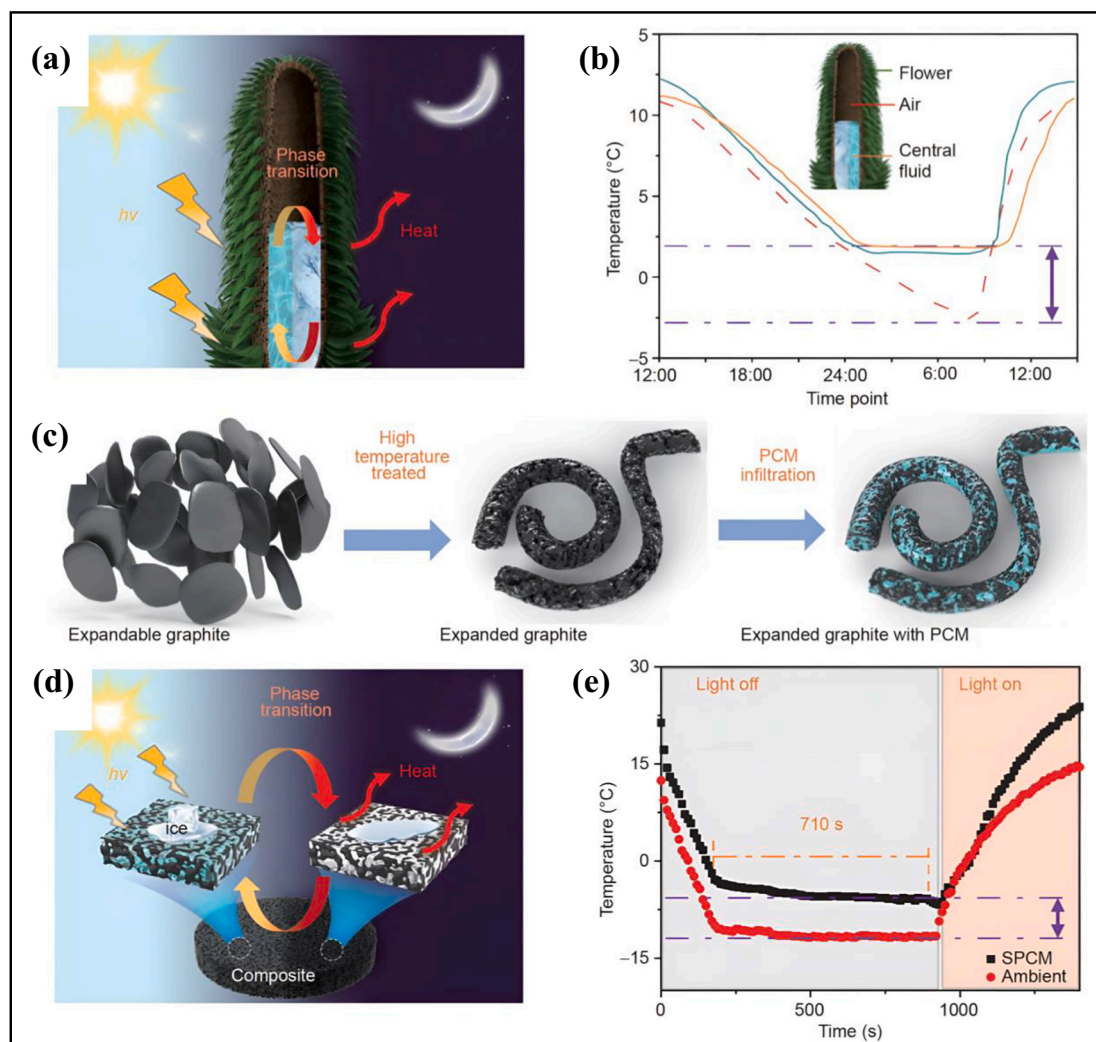 (a)
Phase
transition
hv
Heat
(b)
Flower
Air
Central
fluid
Temperature (°C)
5
10
5
0
−5
12:00 18:00 24:00 6:00 12:00
Time point
(c)
High
temperature
treated
PCM
infiltration
Expandable graphite
Expanded graphite
Expanded graphite with PCM
(d)
Phase
transition
hv
Heat
ice
Composite
(e)
Light off
Light on
710 s
Temperature (°C)
30
15
0
−15
SPCM
Ambient
0 500 1000
Time (s)